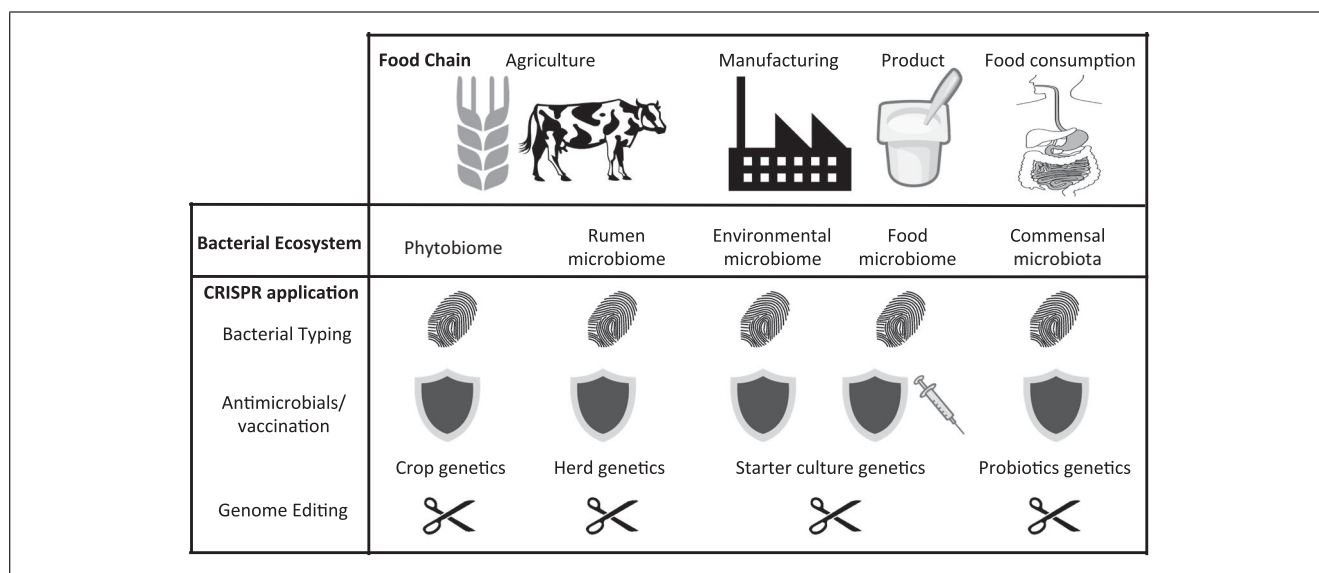 Food Chain Agriculture Manufacturing Product Food consumption
Bacterial Ecosystem Phytobiome Rumen microbiome Environmental microbiome Food microbiome Commensal microbiota
CRISPR application
Bacterial Typing
Antimicrobials/
vaccination
Crop genetics Herd genetics Starter culture genetics Probiotics genetics
Genome Editing